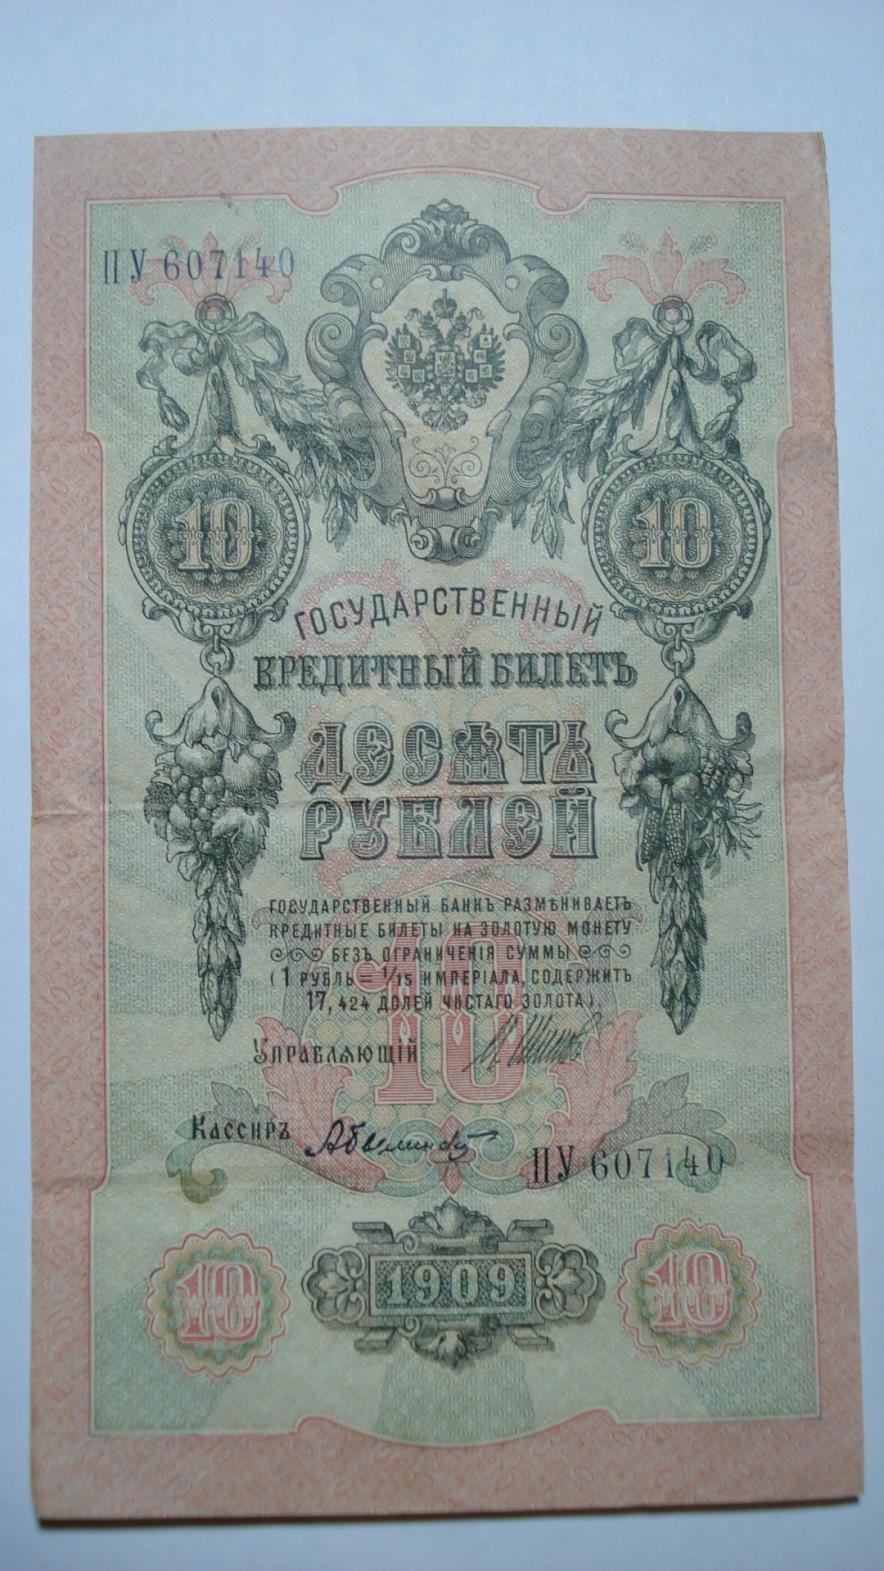 ПУ 607140
10 10
ГОСУДАРСТВЕННЫЙ
КРЕДИТНЫЙ БИЛЕТЪ
ДЕСЯТЬ
РУБЛЕЙ
ГОСУДАРСТВЕННЫЙ БАНКЪ РАЗМѢНИВАЕТЪ
КРЕДИТНЫЕ БИЛЕТЫ НА ЗОЛОТУЮ МОНЕТУ
БЕЗЪ ОГРАНИЧЕНІЯ СУММЫ
(1 РУБЛЬ = 1/15 ИМПЕРІАЛА, СОДЕРЖИТЪ
17,424 ДОЛЕЙ ЧИСТАГО ЗОЛОТА).
10
УПРАВЛЯЮЩІЙ
КАССИРЪ
ПУ 607140
10 1909 10